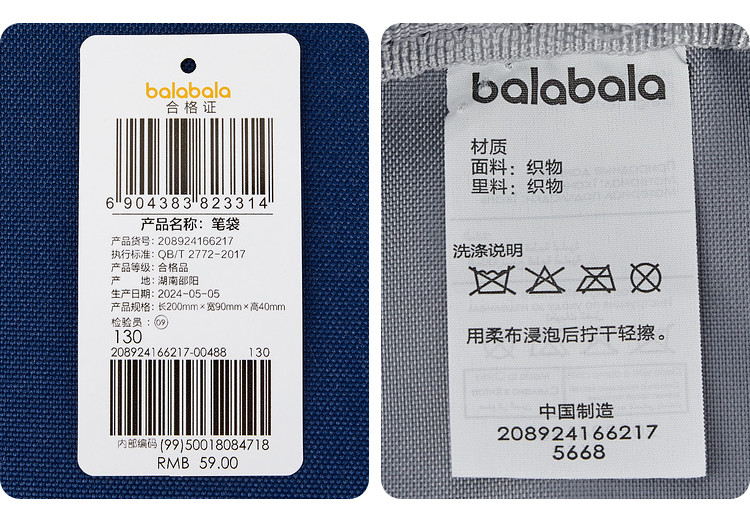 balabala
合格证
6 904383 823314
产品名称: 笔袋
产品货号: 208924166217
执行标准: QB/T 2772-2017
产品等级: 合格品
产 地: 湖南邵阳
生产日期: 2024-05-05
产品规格: 长200mm×宽90mm×高40mm
检验员: 09
130
208924166217-00488 130
内部编码 (99)50018084718
RMB 59.00
balabala
材质
面料: 织物
里料: 织物
洗涤说明
用柔布浸泡后拧干轻擦。
中国制造
208924166217
5668